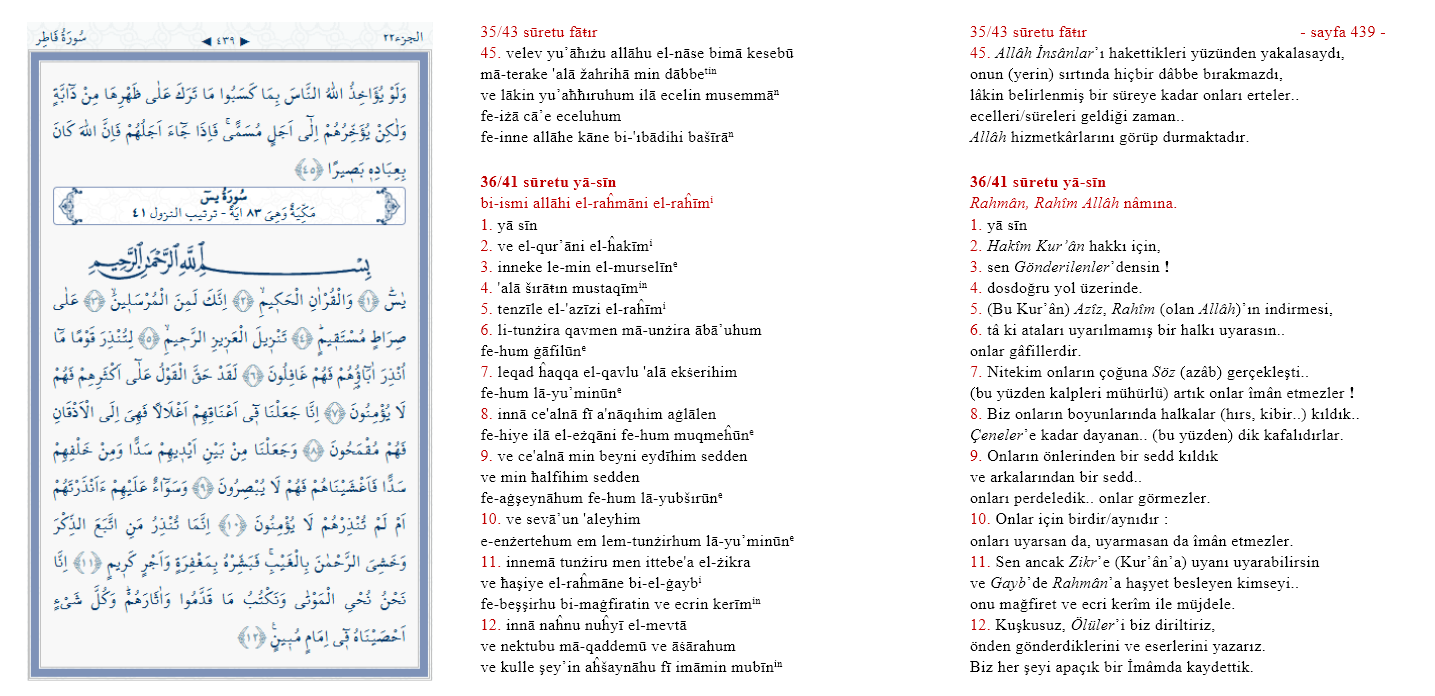 سُورَةُ فَاطِر ٤٣٩ الجزء٢٢
وَلَوْ يُؤَاخِذُ اللّٰهُ النَّاسَ بِمَا كَسَبُوا مَا تَرَكَ عَلٰى ظَهْرِهَا مِنْ دَٓابَّةٍ
وَلٰكِنْ يُؤَخِّرُهُمْ اِلٰٓى اَجَلٍ مُسَمًّىۚ فَاِذَا جَٓاءَ اَجَلُهُمْ فَاِنَّ اللّٰهَ كَانَ
بِعِبَادِه۪ بَص۪يرًا ﴿٤٥﴾
سُورَةُ يٰسٓ
مَكِّيَّةٌ وَهِيَ ٨٣ اٰيَةً - ترتيب النزول ٤١
بِسْــــــمِ اللّٰهِ الرَّحْمٰنِ الرَّح۪يمِ
يٰسٓۜ ﴿١﴾ وَالْقُرْاٰنِ الْحَك۪يمِۙ ﴿٢﴾ اِنَّكَ لَمِنَ الْمُرْسَل۪ينَۙ ﴿٣﴾ عَلٰى
صِرَاطٍ مُسْتَق۪يمٍۜ ﴿٤﴾ تَنْز۪يلَ الْعَز۪يزِ الرَّح۪يمِۙ ﴿٥﴾ لِتُنْذِرَ قَوْمًا مَٓا
اُنْذِرَ اٰبَٓاؤُ۬هُمْ فَهُمْ غَافِلُونَ ﴿٦﴾ لَقَدْ حَقَّ الْقَوْلُ عَلٰٓى اَكْثَرِهِمْ فَهُمْ
لَا يُؤْمِنُونَ ﴿٧﴾ اِنَّا جَعَلْنَا ف۪ٓي اَعْنَاقِهِمْ اَغْلَالًا فَهِيَ اِلَى الْاَذْقَانِ
فَهُمْ مُقْمَحُونَ ﴿٨﴾ وَجَعَلْنَا مِنْ بَيْنِ اَيْد۪يهِمْ سَدًّا وَمِنْ خَلْفِهِمْ
سَدًّا فَاَغْشَيْنَاهُمْ فَهُمْ لَا يُبْصِرُونَ ﴿٩﴾ وَسَوَٓاءٌ عَلَيْهِمْ ءَاَنْذَرْتَهُمْ
اَمْ لَمْ تُنْذِرْهُمْ لَا يُؤْمِنُونَ ﴿١٠﴾ اِنَّمَا تُنْذِرُ مَنِ اتَّبَعَ الذِّكْرَ
وَخَشِيَ الرَّحْمٰنَ بِالْغَيْبِۚ فَبَشِّرْهُ بِمَغْفِرَةٍ وَاَجْرٍ كَر۪يمٍ ﴿١١﴾ اِنَّا
نَحْنُ نُحْيِ الْمَوْتٰى وَنَكْتُبُ مَا قَدَّمُوا وَاٰثَارَهُمْۜ وَكُلَّ شَيْءٍ
اَحْصَيْنَاهُ ف۪ٓي اِمَامٍ مُب۪ينٍ۟ ﴿١٢﴾
35/43 sūretu fāŧır
45. velev yu’āħıżu allāhu el-nāse bimā kesebū
mā-terake 'alā žahrihā min dābbeᵗⁱⁿ
ve lākin yu’aħħıruhum ilā ecelin musemmāⁿ
fe-iżā cā’e eceluhum
fe-inne allāhe kāne bi-'ıbādihi bašīrāⁿ
36/41 sūretu yā-sīn
bi-ismi allāhi el-raĥmāni el-raĥīmⁱ
1. yā sīn
2. ve el-qur’āni el-ĥakīmⁱ
3. inneke le-min el-murselīnᵉ
4. 'alā šırāŧın mustaqīmⁱⁿ
5. tenzīle el-'azīzi el-raĥīmⁱ
6. li-tunżira qavmen mā-unżira ābā’uhum
fe-hum ġāfilūnᵉ
7. leqad ĥaqqa el-qavlu 'alā ekśerihim
fe-hum lā-yu’minūnᵉ
8. innā ce'alnā fī a'nāqıhim aġlālen
fe-hiye ilā el-eżqāni fe-hum muqmeĥūnᵉ
9. ve ce'alnā min beyni eydīhim sedden
ve min ħalfihim sedden
fe-aġşeynāhum fe-hum lā-yubširūnᵉ
10. ve sevā’un 'aleyhim
e-enżertehum em lem-tunżirhum lā-yu’minūnᵉ
11. innemā tunżiru men ittebe'a el-żikra
ve ħaşiye el-raĥmāne bi-el-ġaybⁱ
fe-beşşirhu bi-maġfiratin ve ecrin kerīmⁱⁿ
12. innā naĥnu nuĥyī el-mevtā
ve nektubu mā-qaddemū ve āśārahum
ve kulle şey’in aĥšaynāhu fī imāmin mubīnⁱⁿ
35/43 sūretu fāŧır - sayfa 439 -
45. Allâh İnsânlar’ı hakettikleri yüzünden yakalasaydı,
onun (yerin) sırtında hiçbir dâbbe bırakmazdı,
lâkin belirlenmiş bir süreye kadar onları erteler..
ecelleri/süreleri geldiği zaman..
Allâh hizmetkârlarını görüp durmaktadır.
36/41 sūretu yā-sīn
Rahmân, Rahîm Allâh nâmına.
1. yā sīn
2. Hakîm Kur’ân hakkı için,
3. sen Gönderilenler’densin !
4. dosdoğru yol üzerinde.
5. (Bu Kur’ân) Azîz, Rahîm (olan Allâh)’ın indirmesi,
6. tâ ki ataları uyarılmamış bir halkı uyarasın..
onlar gâfillerdir.
7. Nitekim onların çoğuna Söz (azâb) gerçekleşti..
(bu yüzden kalpleri mühürlü) artık onlar îmân etmezler !
8. Biz onların boyunlarında halkalar (hırs, kibir..) kıldık..
Çeneler’e kadar dayanan.. (bu yüzden) dik kafalıdırlar.
9. Onların önlerinden bir sedd kıldık
ve arkalarından bir sedd..
onları perdeledik.. onlar görmezler.
10. Onlar için birdir/aynıdır :
onları uyarsan da, uyarmasan da îmân etmezler.
11. Sen ancak Zikr’e (Kur’ân’a) uyanı uyarabilirsin
ve Gayb’de Rahmân’a haşyet besleyen kimseyi..
onu mağfiret ve ecri kerîm ile müjdele.
12. Kuşkusuz, Ölüler’i biz diriltiriz,
önden gönderdiklerini ve eserlerini yazarız.
Biz her şeyi apaçık bir İmâmda kaydettik.